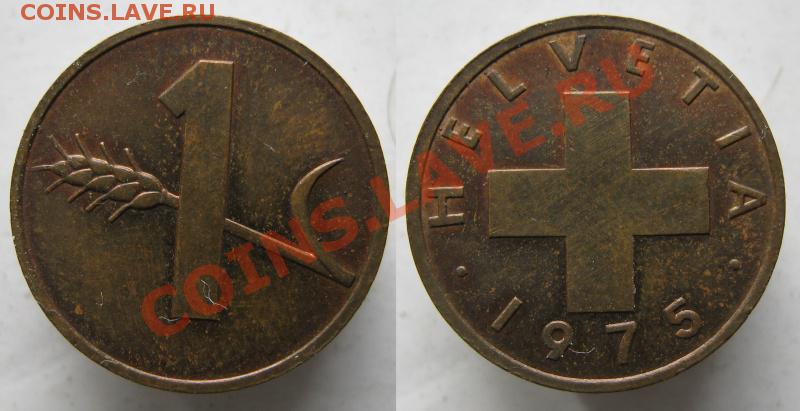 COINS.LAVE.RU
COINS.LAVE.RU
1
HELVETIA
· 1975 ·